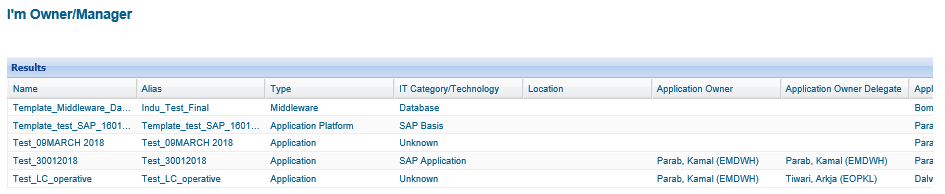 I'm Owner/Manager
Results
Name Alias Type IT Category/Technology Location Application Owner Application Owner Delegate Appl
Template_Middleware_Da... Indu_Test_Final Middleware Database Bom
Template_test_SAP_1601... Template_test_SAP_1601... Application Platform SAP Basis Para
Test_09MARCH 2018 Test_09MARCH 2018 Application Unknown Para
Test_30012018 Test_30012018 Application SAP Application Parab, Kamal (EMDWH) Parab, Kamal (EMDWH) Para
Test_LC_operative Test_LC_operative Application Unknown Parab, Kamal (EMDWH) Tiwari, Arkja (EOPKL) Dalv